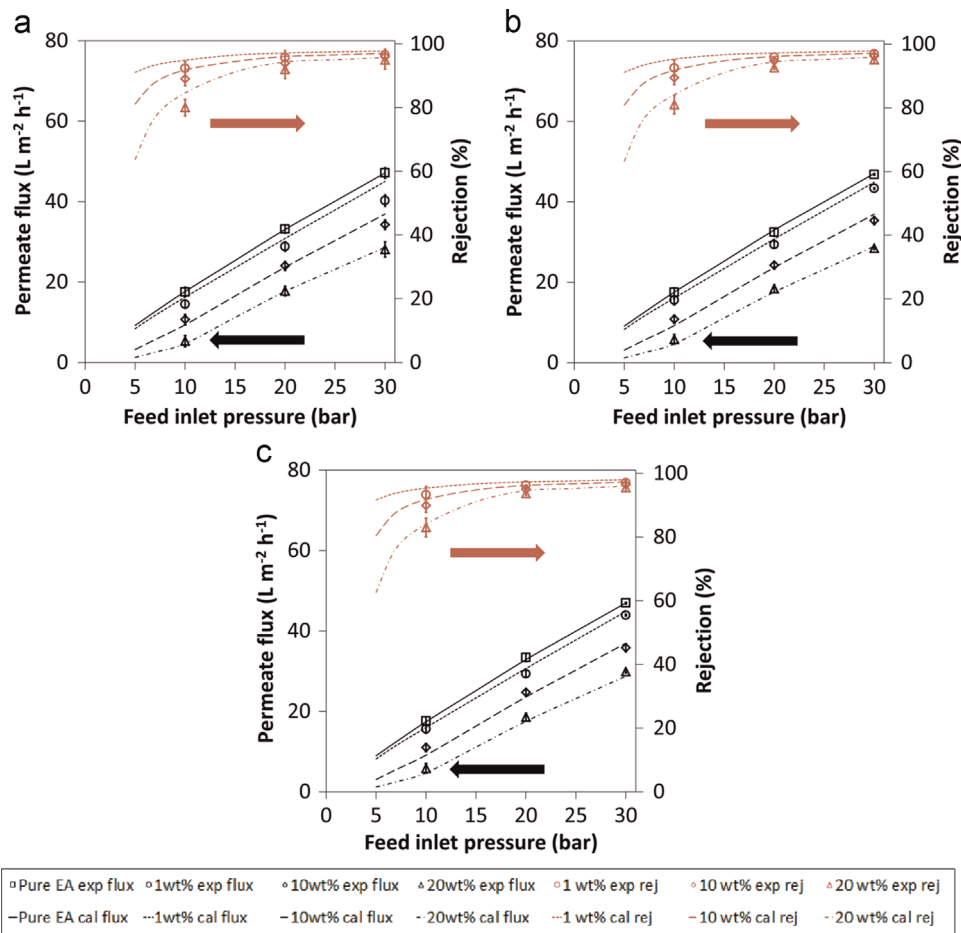 a
80
60
40
20
0
Permeate flux (L m⁻² h⁻¹)
100
80
60
40
20
0
Rejection (%)
0 5 10 15 20 25 30
Feed inlet pressure (bar)
b
80
60
40
20
0
Permeate flux (L m⁻² h⁻¹)
100
80
60
40
20
0
Rejection (%)
0 5 10 15 20 25 30
Feed inlet pressure (bar)
c
80
60
40
20
0
Permeate flux (L m⁻² h⁻¹)
100
80
60
40
20
0
Rejection (%)
0 5 10 15 20 25 30
Feed inlet pressure (bar)
Pure EA exp flux 1wt% exp flux 10wt% exp flux 20wt% exp flux 1 wt% exp rej 10 wt% exp rej 20 wt% exp rej
Pure EA cal flux 1wt% cal flux 10wt% cal flux 20wt% cal flux 1 wt% cal rej 10 wt% cal rej 20 wt% cal rej